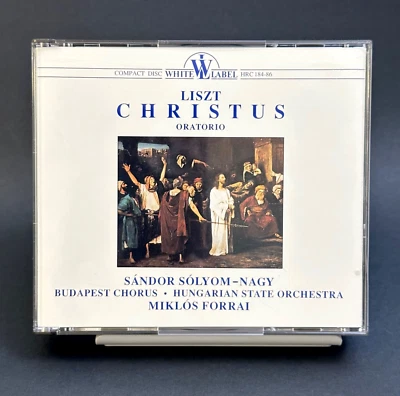 COMPACT DISC WHITE LABEL HRC 184-86
LISZT
CHRISTUS
ORATORIO
SÁNDOR SÓLYOM-NAGY
BUDAPEST CHORUS • HUNGARIAN STATE ORCHESTRA
MIKLÓS FORRAI